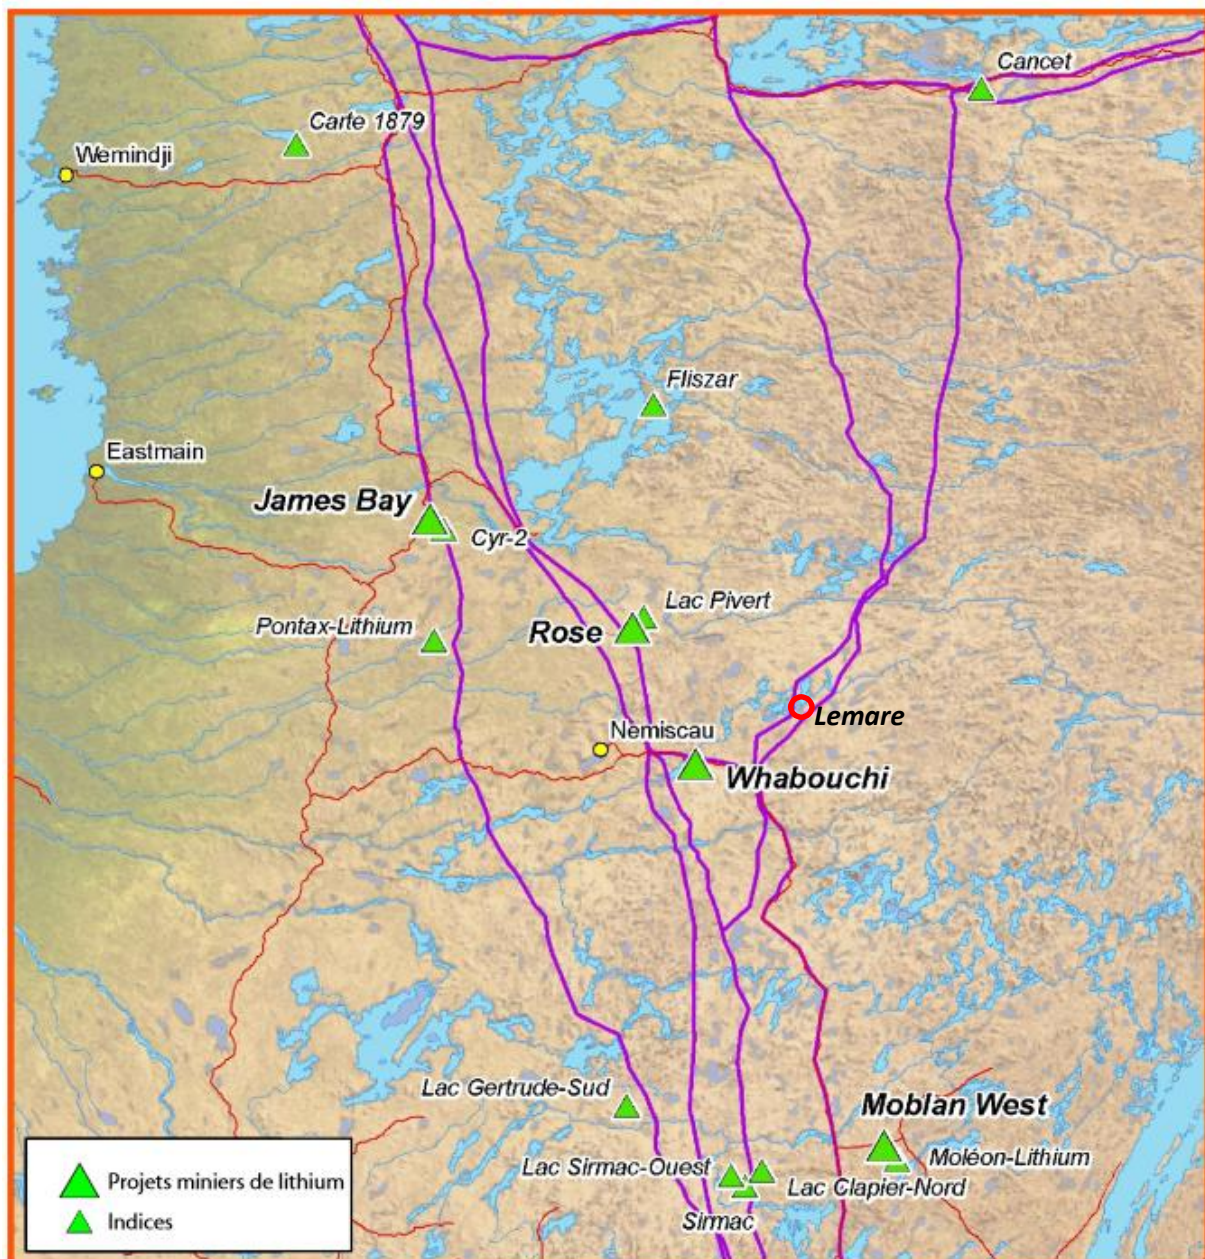 Cancet
Carte 1879
Wemindji
Fliszar
Eastmain
James Bay
Cyr-2
Lac Pivert
Pontax-Lithium
Rose
Lemare
Nemiscau
Whabouchi
Lac Gertrude-Sud
Moblan West
Moléon-Lithium
Lac Sirmac-Ouest
Lac Clapier-Nord
Sirmac
Projets miniers de lithium
Indices